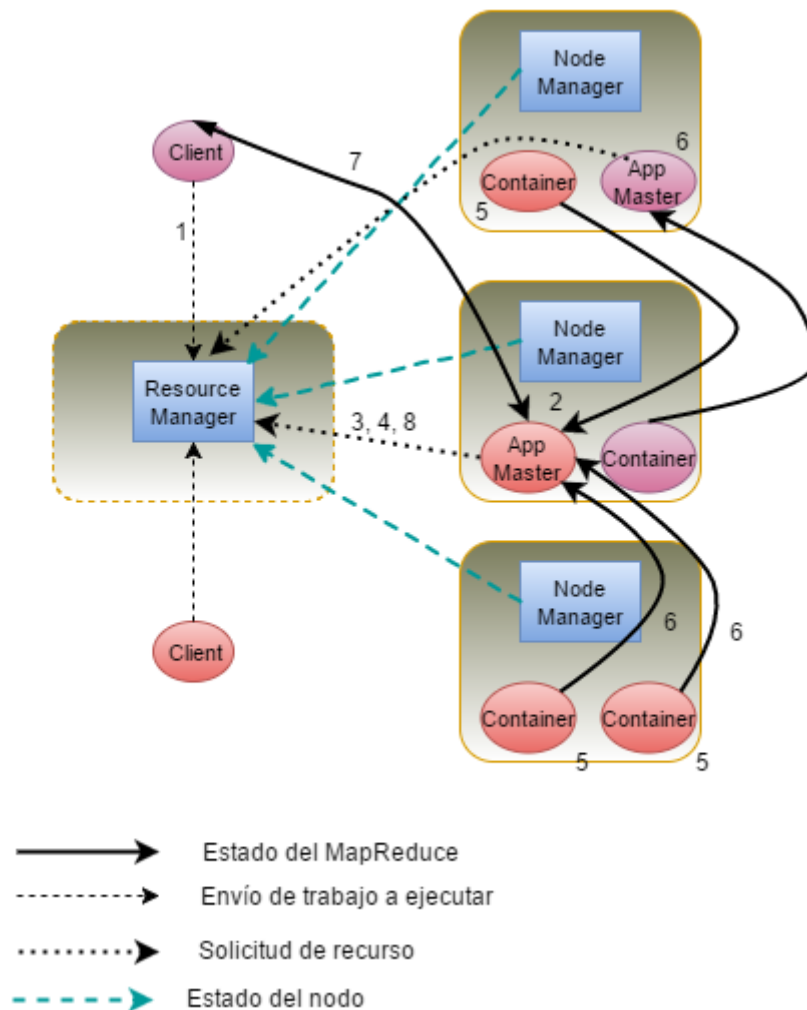 Node
Manager
Client
7
6
Container
App
Master
5
1
Node
Manager
Resource
Manager
2
3, 4, 8
App
Master
Container
Node
Manager
6
6
Client
Container
Container
5
5
Estado del MapReduce
Envío de trabajo a ejecutar
Solicitud de recurso
Estado del nodo